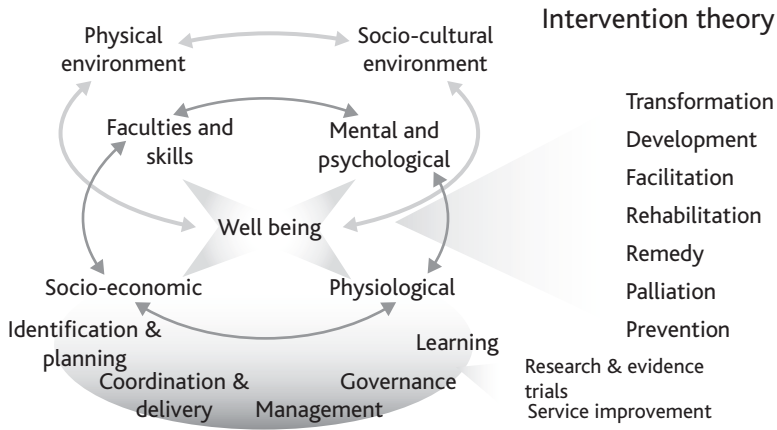 Intervention theory
Physical
environment
Socio-cultural
environment
Faculties and
skills
Mental and
psychological
Well being
Socio-economic
Physiological
Identification &
planning
Coordination &
delivery
Management
Governance
Learning
Transformation
Development
Facilitation
Rehabilitation
Remedy
Palliation
Prevention
Research & evidence
trials
Service improvement